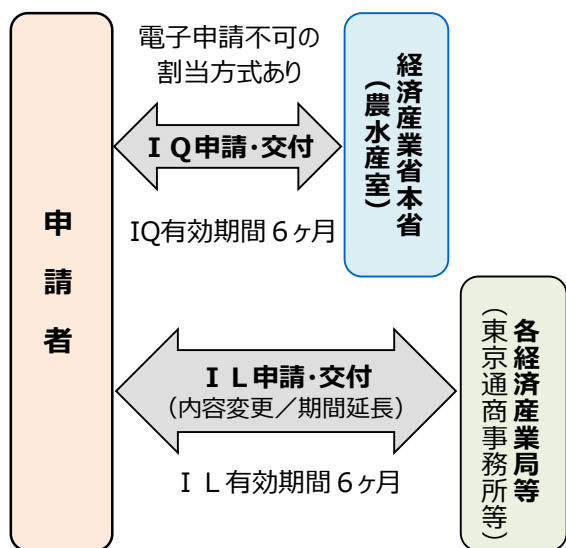 申請者
電子申請不可の
割当方式あり
ＩＱ申請・交付
IQ有効期間６ヶ月
経済産業省本省
（農水産室）
ＩＬ申請・交付
（内容変更／期間延長）
ＩＬ有効期間６ヶ月
各経済産業局等
（東京通商事務所等）